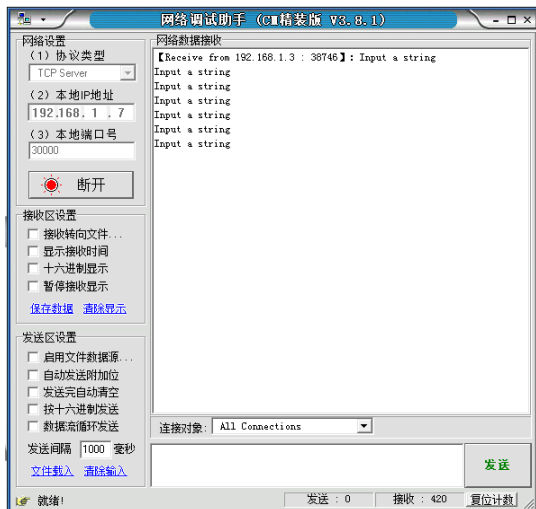 网络调试助手 (CM精装版 V3.8.1)
网络设置
(1) 协议类型
TCP Server
(2) 本地IP地址
192.168. 1 . 7
(3) 本地端口号
30000
断开
接收区设置
接收转向文件...
显示接收时间
十六进制显示
暂停接收显示
保存数据 清除显示
发送区设置
启用文件数据源...
自动发送附加位
发送完自动清空
按十六进制发送
数据流循环发送
发送间隔 1000 毫秒
文件载入 清除输入
网络数据接收
【Receive from 192.168.1.3 : 38746】: Input a string
Input a string
Input a string
Input a string
Input a string
Input a string
Input a string
连接对象: All Connections
发送
就绪!
发送 : 0
接收 : 420
复位计数